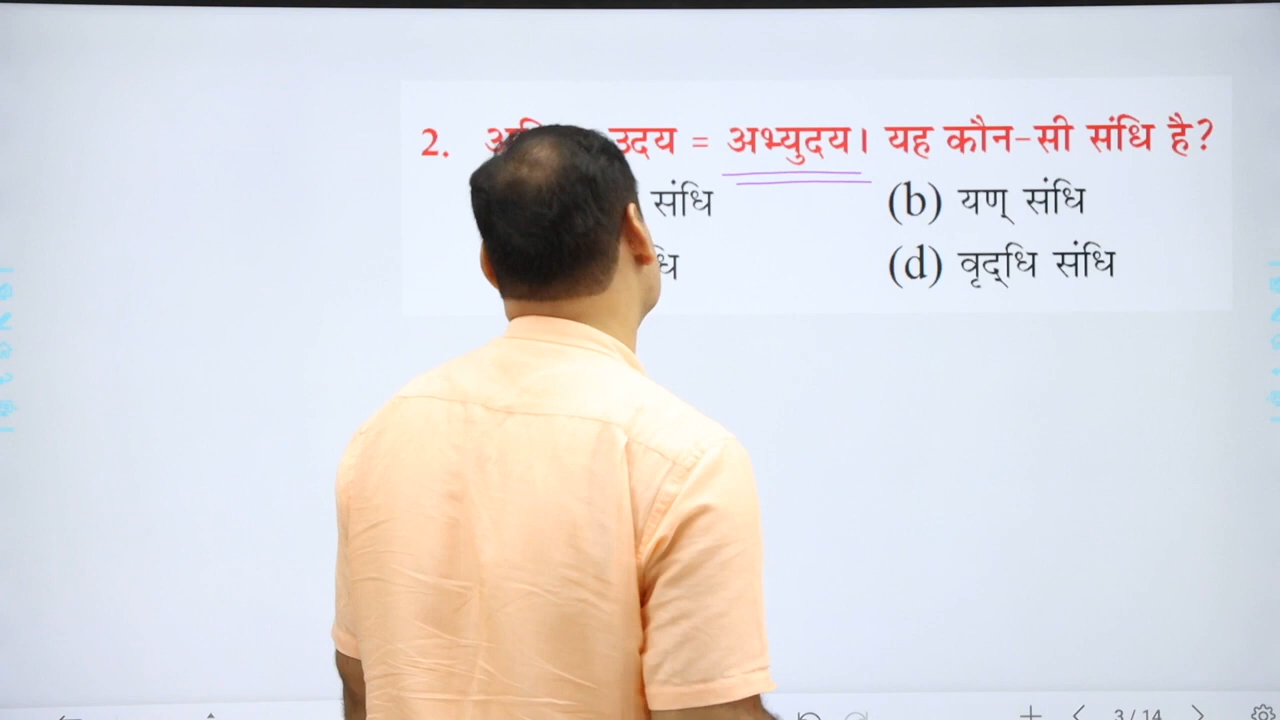 2. उदय = अभ्युदय। यह कौन-सी संधि है?
संधि (b) यण् संधि
(d) वृद्धि संधि
3 / 14